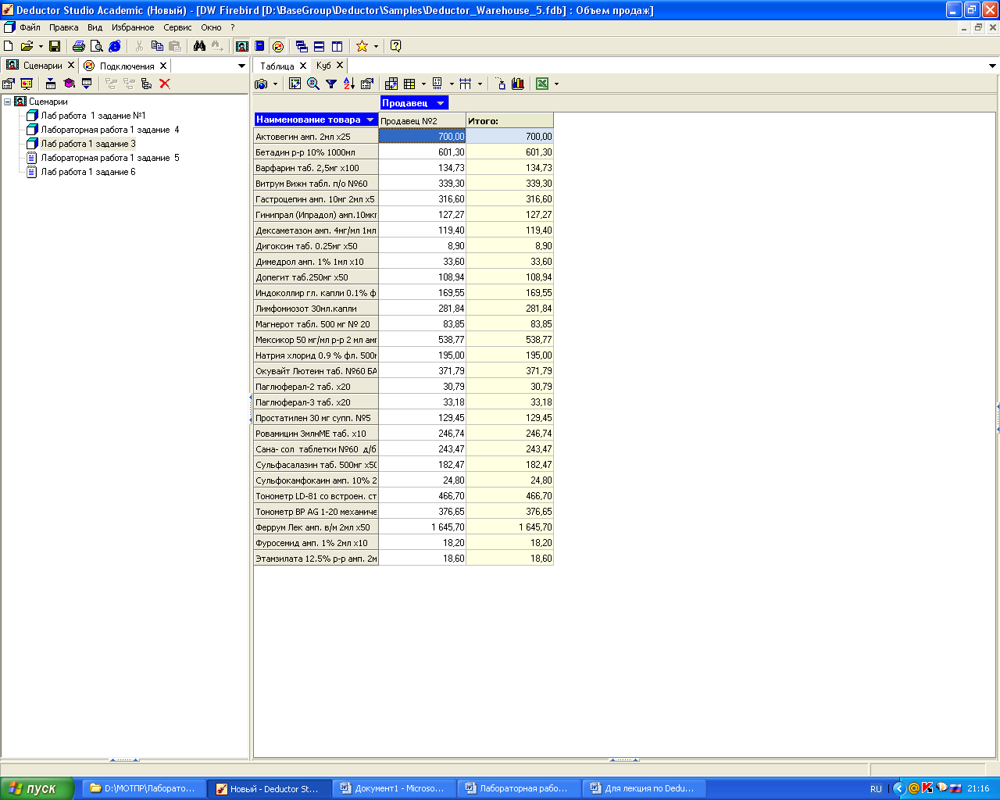 Deductor Studio Academic (Новый) - [DW Firebird [D:\BaseGroup\Deductor\Samples\Deductor_Warehouse_5.fdb] : Объем продаж]
Файл Правка Вид Избранное Сервис Окно ?
Сценарии X Подключения X
Таблица X Куб X
Сценарии
Лаб работа 1 задание №1
Лабораторная работа 1 задание 4
Лаб работа 1 задание 3
Лабораторная работа 1 задание 5
Лаб работа 1 задание 6
Продавец
Наименование товара Продавец №2 Итого:
Актовегин амп. 2мл х25 700,00 700,00
Бетадин р-р 10% 1000мл 601,30 601,30
Варфарин таб. 2,5мг х100 134,73 134,73
Витрум Вижн табл. п/о №60 339,30 339,30
Гастроцепин амп. 10мг 2мл х5 316,60 316,60
Гинипрал (Ипрадол) амп.10мкг 127,27 127,27
Дексаметазон амп. 4мг/мл 1мл 119,40 119,40
Дигоксин таб. 0.25мг х50 8,90 8,90
Димедрол амп. 1% 1мл х10 33,60 33,60
Допегит таб.250мг х50 108,94 108,94
Индоколлир гл. капли 0.1% ф 169,55 169,55
Лимфомиозот 30мл.капли 281,84 281,84
Магнерот табл. 500 мг № 20 83,85 83,85
Мексикор 50 мг/мл р-р 2 мл амп 538,77 538,77
Натрия хлорид 0.9 % фл. 500м 195,00 195,00
Окувайт Лютеин таб. №60 БА 371,79 371,79
Паглюферал-2 таб. х20 30,79 30,79
Паглюферал-3 таб. х20 33,18 33,18
Простатилен 30 мг супп. №5 129,45 129,45
Ровамицин 3млнМЕ таб. х10 246,74 246,74
Сана- сол таблетки №60 д/б 243,47 243,47
Сульфасалазин таб. 500мг х50 182,47 182,47
Сульфокамфокаин амп. 10% 2 24,80 24,80
Тонометр LD-81 со встроен. ст 466,70 466,70
Тонометр BP AG 1-20 механиче 376,65 376,65
Феррум Лек амп. в/м 2мл х50 1 645,70 1 645,70
Фуросемид амп. 1% 2мл х10 18,20 18,20
Этамзилата 12.5% р-р амп. 2м 18,60 18,60
пуск D:\МОТПР\Лаборато... Новый - Deductor St... Документ1 - Microso... Лабораторная рабо... Для лекция по Dedu... RU 21:16